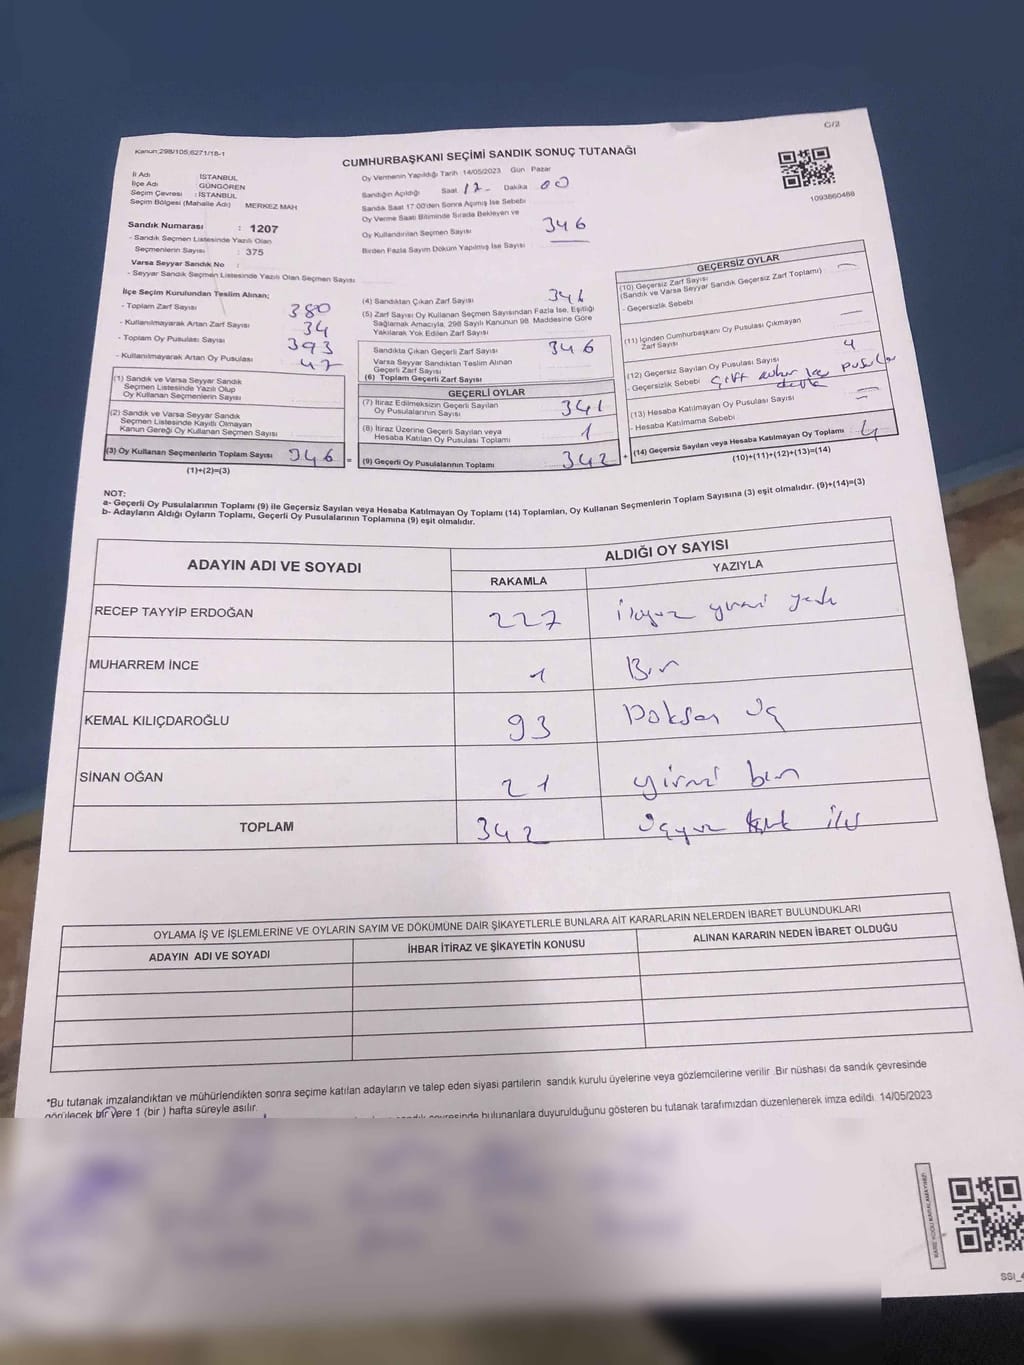 C/2
Kanun:298/105;6271/18-1
CUMHURBAŞKANI SEÇİMİ SANDIK SONUÇ TUTANAĞI
1093860488
İl Adı : İSTANBUL
İlçe Adı : GÜNGÖREN
Seçim Çevresi : İSTANBUL
Seçim Bölgesi (Mahalle Adı) MERKEZ MAH
Sandık Numarası : 1207
- Sandık Seçmen Listesinde Yazılı Olan
Seçmenlerin Sayısı : 375
Varsa Seyyar Sandık No :
- Seyyar Sandık Seçmen Listesinde Yazılı Olan Seçmen Sayısı
Oy Vermenin Yapıldığı Tarih :14/05/2023 Gün : Pazar
Sandığın Açıldığı Saat 17- Dakika 00
Sandık Saat 17:00'den Sonra Açımış İse Sebebi
Oy Verme Saati Bitiminde Sırada Bekleyen ve
Oy Kullandırılan Seçmen Sayısı 346
Birden Fazla Sayım Döküm Yapılmış İse Sayısı
İlçe Seçim Kurulundan Teslim Alınan;
- Toplam Zarf Sayısı 380
- Kullanılmayarak Artan Zarf Sayısı 34
- Toplam Oy Pusulası Sayısı 393
- Kullanılmayarak Artan Oy Pusulası 47
(1) Sandık ve Varsa Seyyar Sandık
Seçmen Listesinde Yazılı Olup
Oy Kullanan Seçmenlerin Sayısı
(2) Sandık ve Varsa Seyyar Sandık
Seçmen Listesinde Kayıtlı Olmayan
Kanun Gereği Oy Kullanan Seçmen Sayısı
(3) Oy Kullanan Seçmenlerin Toplam Sayısı 346 =
(1)+(2)=(3)
(4) Sandıktan Çıkan Zarf Sayısı 346
(5) Zarf Sayısı Oy Kullanan Seçmen Sayısından Fazla İse, Eşitliği
Sağlamak Amacıyla, 298 Sayılı Kanunun 98. Maddesine Göre
Yakılarak Yok Edilen Zarf Sayısı
Sandıkta Çıkan Geçerli Zarf Sayısı 346
Varsa Seyyar Sandıktan Teslim Alınan
Geçerli Zarf Sayısı
(6) Toplam Geçerli Zarf Sayısı
GEÇERLİ OYLAR
(7) İtiraz Edilmeksizin Geçerli Sayılan
Oy Pusulalarının Sayısı 341
(8) İtiraz Üzerine Geçerli Sayılan veya
Hesaba Katılan Oy Pusulası Toplamı 1
(9) Geçerli Oy Pusulalarının Toplamı 342 +
GEÇERSİZ OYLAR
(10) Geçersiz Zarf Sayısı
(Sandık ve Varsa Seyyar Sandık Geçersiz Zarf Toplamı) —
- Geçersizlik Sebebi
(11) İçinden Cumhurbaşkanı Oy Pusulası Çıkmayan
Zarf Sayısı —
(12) Geçersiz Sayılan Oy Pusulası Sayısı 4
- Geçersizlik Sebebi Çift pusula
(13) Hesaba Katılmayan Oy Pusulası Sayısı —
- Hesaba Katılmama Sebebi —
(14) Geçersiz Sayılan veya Hesaba Katılmayan Oy Toplamı 4
(10)+(11)+(12)+(13)=(14)
NOT:
a- Geçerli Oy Pusulalarının Toplamı (9) ile Geçersiz Sayılan veya Hesaba Katılmayan Oy Toplamı (14) Toplamları, Oy Kullanan Seçmenlerin Toplam Sayısına (3) eşit olmalıdır. (9)+(14)=(3)
b- Adayların Aldığı Oyların Toplamı, Geçerli Oy Pusulalarının Toplamına (9) eşit olmalıdır.
ADAYIN ADI VE SOYADI ALDIĞI OY SAYISI
RAKAMLA YAZIYLA
RECEP TAYYİP ERDOĞAN 227 ikiyüz yirmi yedi
MUHARREM İNCE 1 Bir
KEMAL KILIÇDAROĞLU 93 Doksan üç
SİNAN OĞAN 21 yirmi bir
TOPLAM 342 üçyüz kırk iki
OYLAMA İŞ VE İŞLEMLERİNE VE OYLARIN SAYIM VE DÖKÜMÜNE DAİR ŞİKAYETLERLE BUNLARA AİT KARARLARIN NELERDEN İBARET BULUNDUKLARI
ADAYIN ADI VE SOYADI İHBAR İTİRAZ VE ŞİKAYETİN KONUSU ALINAN KARARIN NEDEN İBARET OLDUĞU
*Bu tutanak imzalandıktan ve mühürlendikten sonra seçime katılan adayların ve talep eden siyasi partilerin sandık kurulu üyelerine veya gözlemcilerine verilir .Bir nüshası da sandık çevresinde
görülecek bir yere 1 (bir ) hafta süreyle asılır.
bulunanlara duyurulduğunu gösteren bu tutanak tarafımızdan düzenlenerek imza edildi. 14/05/2023
SSI_4